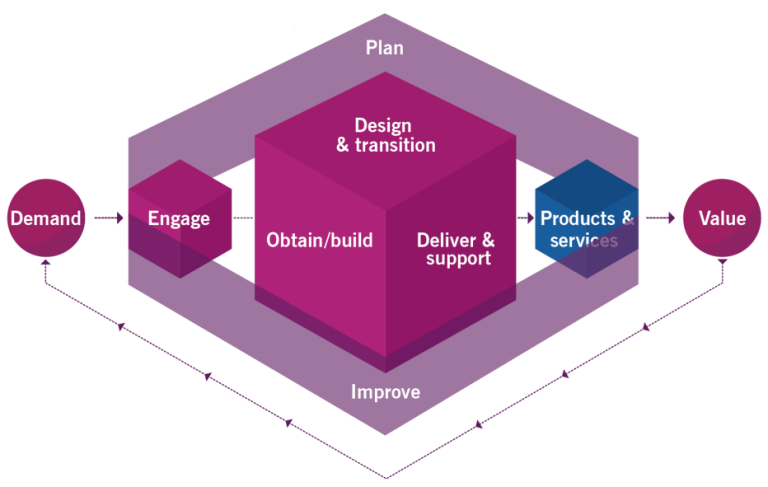 Plan
Design
& transition
Demand
Engage
Obtain/build
Deliver &
support
Products &
services
Value
Improve